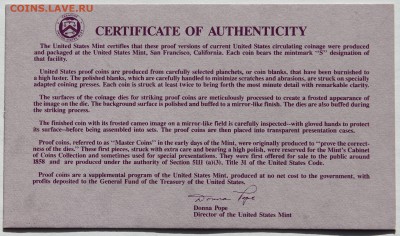 COINS.LAVE.RU
CERTIFICATE OF AUTHENTICITY
The United States Mint certifies that these proof versions of current United States circulating coinage were produced
and packaged at the United States Mint, San Francisco, California. Each coin bears the mintmark "S" designation of
that facility.
United States proof coins are produced from carefully selected planchets, or coin blanks, that have been burnished to
a high luster. The polished blanks, which are carefully handled to minimize scratches and abrasions, are struck on specially
adapted coining presses. Each coin is struck at least twice to bring forth the most minute detail with remarkable clarity.
The surfaces of the coinage dies for striking proof coins are meticulously processed to create a frosted appearance of
the image on the die. The background surface is polished and buffed to a mirror-like finish. The dies are also buffed during
the striking process.
The finished coin with its frosted cameo image on a mirror-like field is carefully inspected—with gloved hands to protect
its surface—before being assembled into sets. The proof coins are then placed into transparent presentation cases.
Proof coins, referred to as "Master Coins" in the early days of the Mint, were originally produced to "prove the correct-
ness of the dies." These first pieces, struck with extra care and bearing a high polish, were reserved for the Mint's Cabinet
of Coins Collection and sometimes used for special presentations. They were first offered for sale to the public around
1858 and are produced under the authority of Section 5111 (a)(3), Title 31 of the United States Code.
Proof coins are a supplemental program of the United States Mint, produced at no net cost to the government, with
profits deposited to the General Fund of the Treasury of the United States.
Donna Pope
Donna Pope
Director of the United States Mint